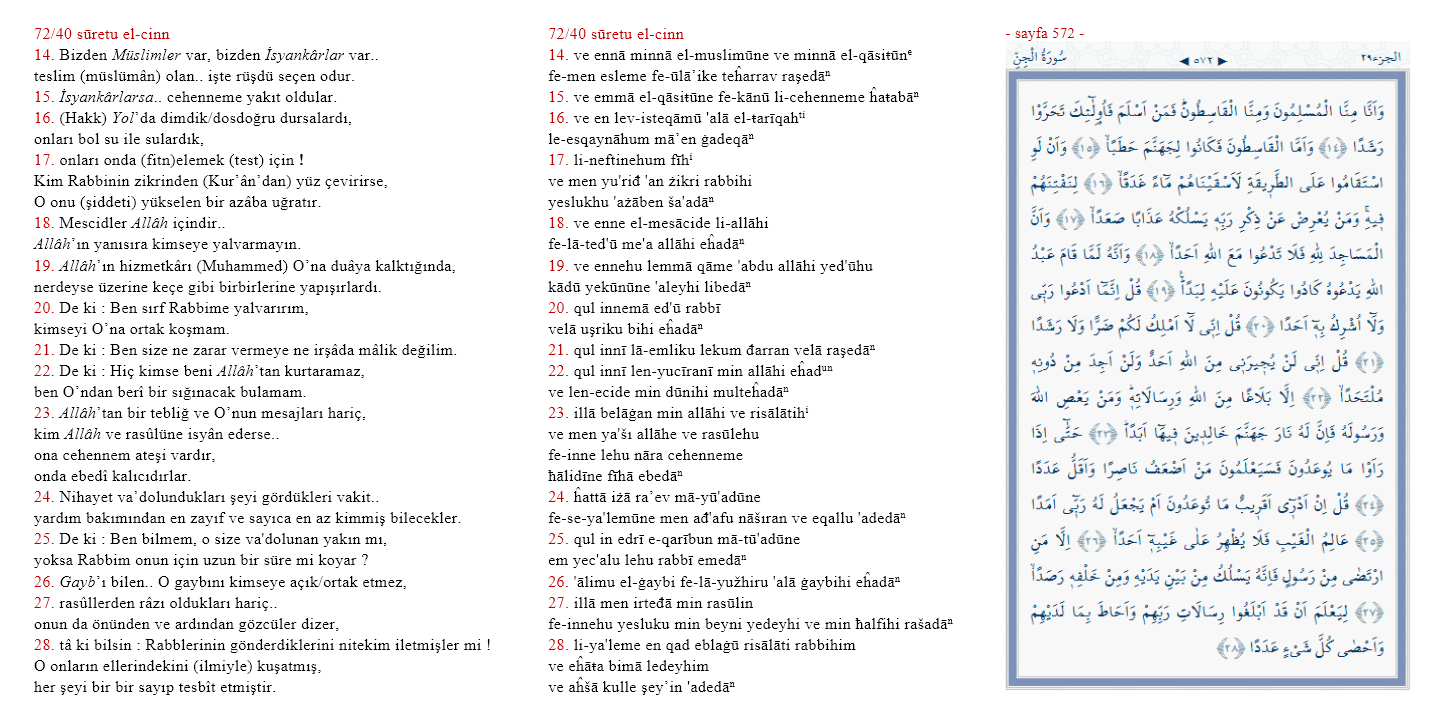 72/40 sūretu el-cinn
14. Bizden Müslimler var, bizden İsyankârlar var..
teslim (müslümân) olan.. işte rüşdü seçen odur.
15. İsyankârlarsa.. cehenneme yakıt oldular.
16. (Hakk) Yol’da dimdik/dosdoğru dursalardı,
onları bol su ile sulardık,
17. onları onda (fitn)elemek (test) için !
Kim Rabbinin zikrinden (Kur’ân’dan) yüz çevirirse,
O onu (şiddeti) yükselen bir azâba uğratır.
18. Mescidler Allâh içindir..
Allâh’ın yanısıra kimseye yalvarmayın.
19. Allâh’ın hizmetkârı (Muhammed) O’na duâya kalktığında,
nerdeyse üzerine keçe gibi birbirlerine yapışırlardı.
20. De ki : Ben sırf Rabbime yalvarırım,
kimseyi O’na ortak koşmam.
21. De ki : Ben size ne zarar vermeye ne irşâda mâlik değilim.
22. De ki : Hiç kimse beni Allâh’tan kurtaramaz,
ben O’ndan berî bir sığınacak bulamam.
23. Allâh’tan bir tebliğ ve O’nun mesajları hariç,
kim Allâh ve rasûlüne isyân ederse..
ona cehennem ateşi vardır,
onda ebedî kalıcıdırlar.
24. Nihayet va’dolundukları şeyi gördükleri vakit..
yardım bakımından en zayıf ve sayıca en az kimmiş bilecekler.
25. De ki : Ben bilmem, o size va'dolunan yakın mı,
yoksa Rabbim onun için uzun bir süre mi koyar ?
26. Gayb’ı bilen.. O gaybını kimseye açık/ortak etmez,
27. rasûllerden râzı oldukları hariç..
onun da önünden ve ardından gözcüler dizer,
28. tâ ki bilsin : Rabblerinin gönderdiklerini nitekim iletmişler mi !
O onların ellerindekini (ilmiyle) kuşatmış,
her şeyi bir bir sayıp tesbît etmiştir.
72/40 sūretu el-cinn
14. ve ennā minnā el-muslimūne ve minnā el-qāsiŧūnᵉ
fe-men esleme fe-ūlā’ike teĥarrav raşedāⁿ
15. ve emmā el-qāsiŧūne fe-kānū li-cehenneme ĥaŧabāⁿ
16. ve en lev-isteqāmū 'alā el-ŧarīqahᵗⁱ
le-esqaynāhum mā’en ġadeqāⁿ
17. li-neftinehum fīhⁱ
ve men yu'riđ 'an żikri rabbihi
yeslukhu 'ażāben ša'adāⁿ
18. ve enne el-mesācide li-allāhi
fe-lā-ted'ū me'a allāhi eĥadāⁿ
19. ve ennehu lemmā qāme 'abdu allāhi yed'ūhu
kādū yekūnūne 'aleyhi libedāⁿ
20. qul innemā ed'ū rabbī
velā uşriku bihi eĥadāⁿ
21. qul innī lā-emliku lekum đarran velā raşedāⁿ
22. qul innī len-yucīranī min allāhi eĥadᵘⁿ
ve len-ecide min dūnihi multeĥadāⁿ
23. illā belāġan min allāhi ve risālātihⁱ
ve men ya'šı allāhe ve rasūlehu
fe-inne lehu nāra cehenneme
ħālidīne fīhā ebedāⁿ
24. ĥattā iżā ra’ev mā-yū'adūne
fe-se-ya'lemūne men ađ'afu nāšıran ve eqallu 'adedāⁿ
25. qul in edrī e-qarībun mā-tū'adūne
em yec'alu lehu rabbī emedāⁿ
26. 'ālimu el-ġaybi fe-lā-yužhiru 'alā ġaybihi eĥadāⁿ
27. illā men irteđā min rasūlin
fe-innehu yesluku min beyni yedeyhi ve min ħalfihi rašadāⁿ
28. li-ya'leme en qad eblaġū risālāti rabbihim
ve eĥāŧa bimā ledeyhim
ve aĥšā kulle şey’in 'adedāⁿ
- sayfa 572 -
سُورَةُ الْجِنِّ ◀ ٥٧٢ ▶ الجزء ٢٩
وَاَنَّا مِنَّا الْمُسْلِمُونَ وَمِنَّا الْقَاسِطُونَۜ فَمَنْ اَسْلَمَ فَاُو۬لٰٓئِكَ تَحَرَّوْا
رَشَدًا ﴿١٤﴾ وَاَمَّا الْقَاسِطُونَ فَكَانُوا لِجَهَنَّمَ حَطَبًاۙ ﴿١٥﴾ وَاَنْ لَوِ
اسْتَقَامُوا عَلَى الطَّرِيقَةِ لَاَسْقَيْنَاهُمْ مَٓاءً غَدَقًاۙ ﴿١٦﴾ لِنَفْتِنَهُمْ
فِيهِۜ وَمَنْ يُعْرِضْ عَنْ ذِكْرِ رَبِّهٖ يَسْلُكْهُ عَذَابًا صَعَدًاۙ ﴿١٧﴾ وَاَنَّ
الْمَسَاجِدَ لِلّٰهِ فَلَا تَدْعُوا مَعَ اللّٰهِ اَحَدًاۙ ﴿١٨﴾ وَاَنَّهُ لَمَّا قَامَ عَبْدُ
اللّٰهِ يَدْعُوهُ كَادُوا يَكُونُونَ عَلَيْهِ لِبَدًاۜ ﴿١٩﴾ قُلْ اِنَّمَٓا اَدْعُوا رَبّٖى
وَلَٓا اُشْرِكُ بِهٖٓ اَحَدًا ﴿٢٠﴾ قُلْ اِنّٖى لَٓا اَمْلِكُ لَكُمْ ضَرًّا وَلَا رَشَدًا
﴿٢١﴾ قُلْ اِنّٖى لَنْ يُجٖيرَنٖى مِنَ اللّٰهِ اَحَدٌ وَلَنْ اَجِدَ مِنْ دُونِهٖ
مُلْتَحَدًاۙ ﴿٢٢﴾ اِلَّا بَلَاغًا مِنَ اللّٰهِ وَرِسَالَاتِهٖۜ وَمَنْ يَعْصِ اللّٰهَ
وَرَسُولَهُ فَاِنَّ لَهُ نَارَ جَهَنَّمَ خَالِدٖينَ فٖيهَٓا اَبَدًاۜ ﴿٢٣﴾ حَتّٰٓى اِذَا
رَاَوْا مَا يُوعَدُونَ فَسَيَعْلَمُونَ مَنْ اَضْعَفُ نَاصِرًا وَاَقَلُّ عَدَدًا
﴿٢٤﴾ قُلْ اِنْ اَدْرٖٓى اَقَرٖيبٌ مَا تُوعَدُونَ اَمْ يَجْعَلُ لَهُ رَبّٖٓى اَمَدًا
﴿٢٥﴾ عَالِمُ الْغَيْبِ فَلَا يُظْهِرُ عَلٰى غَيْبِهٖٓ اَحَدًاۙ ﴿٢٦﴾ اِلَّا مَنِ
ارْتَضٰى مِنْ رَسُولٍ فَاِنَّهُ يَسْلُكُ مِنْ بَيْنِ يَدَيْهِ وَمِنْ خَلْفِهٖ رَصَدًاۙ
﴿٢٧﴾ لِيَعْلَمَ اَنْ قَدْ اَبْلَغُوا رِسَالَاتِ رَبِّهِمْ وَاَحَاطَ بِمَا لَدَيْهِمْ
وَاَحْصٰى كُلَّ شَىْءٍ عَدَدًا ﴿٢٨﴾